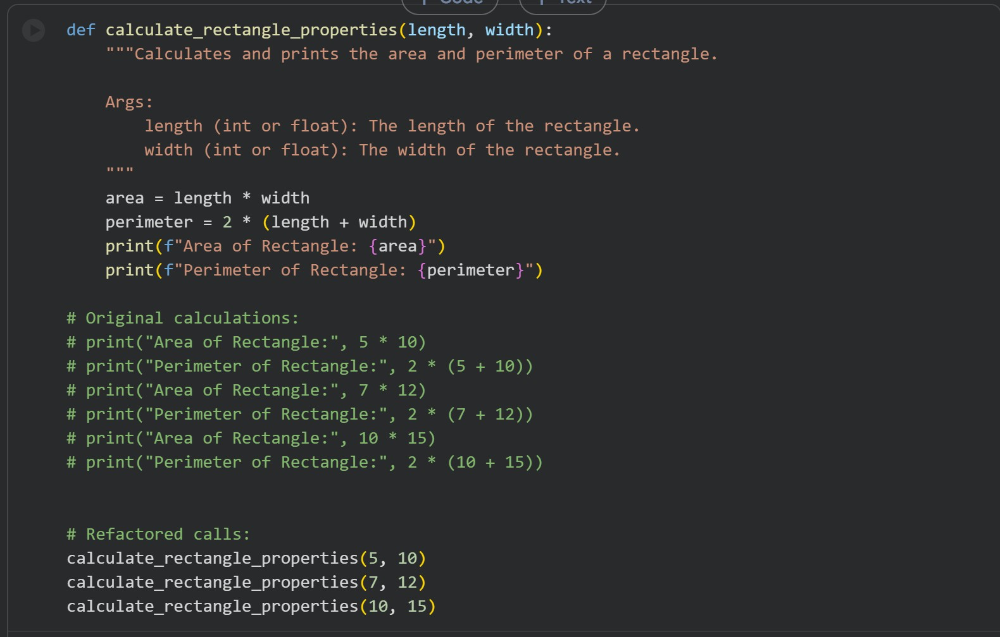 + Code + Text
def calculate_rectangle_properties(length, width):
    """Calculates and prints the area and perimeter of a rectangle.

    Args:
        length (int or float): The length of the rectangle.
        width (int or float): The width of the rectangle.
    """
    area = length * width
    perimeter = 2 * (length + width)
    print(f"Area of Rectangle: {area}")
    print(f"Perimeter of Rectangle: {perimeter}")

# Original calculations:
# print("Area of Rectangle:", 5 * 10)
# print("Perimeter of Rectangle:", 2 * (5 + 10))
# print("Area of Rectangle:", 7 * 12)
# print("Perimeter of Rectangle:", 2 * (7 + 12))
# print("Area of Rectangle:", 10 * 15)
# print("Perimeter of Rectangle:", 2 * (10 + 15))


# Refactored calls:
calculate_rectangle_properties(5, 10)
calculate_rectangle_properties(7, 12)
calculate_rectangle_properties(10, 15)